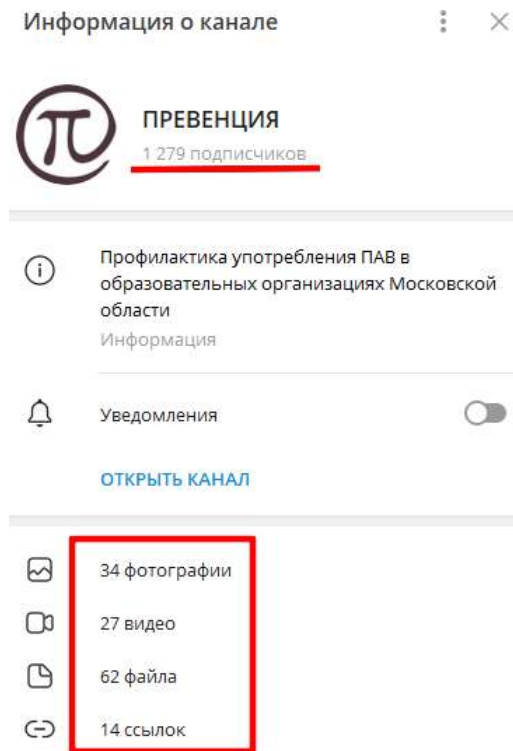 Информация о канале
π
ПРЕВЕНЦИЯ
1 279 подписчиков
Профилактика употребления ПАВ в
образовательных организациях Московской
области
Информация
Уведомления
ОТКРЫТЬ КАНАЛ
34 фотографии
27 видео
62 файла
14 ссылок